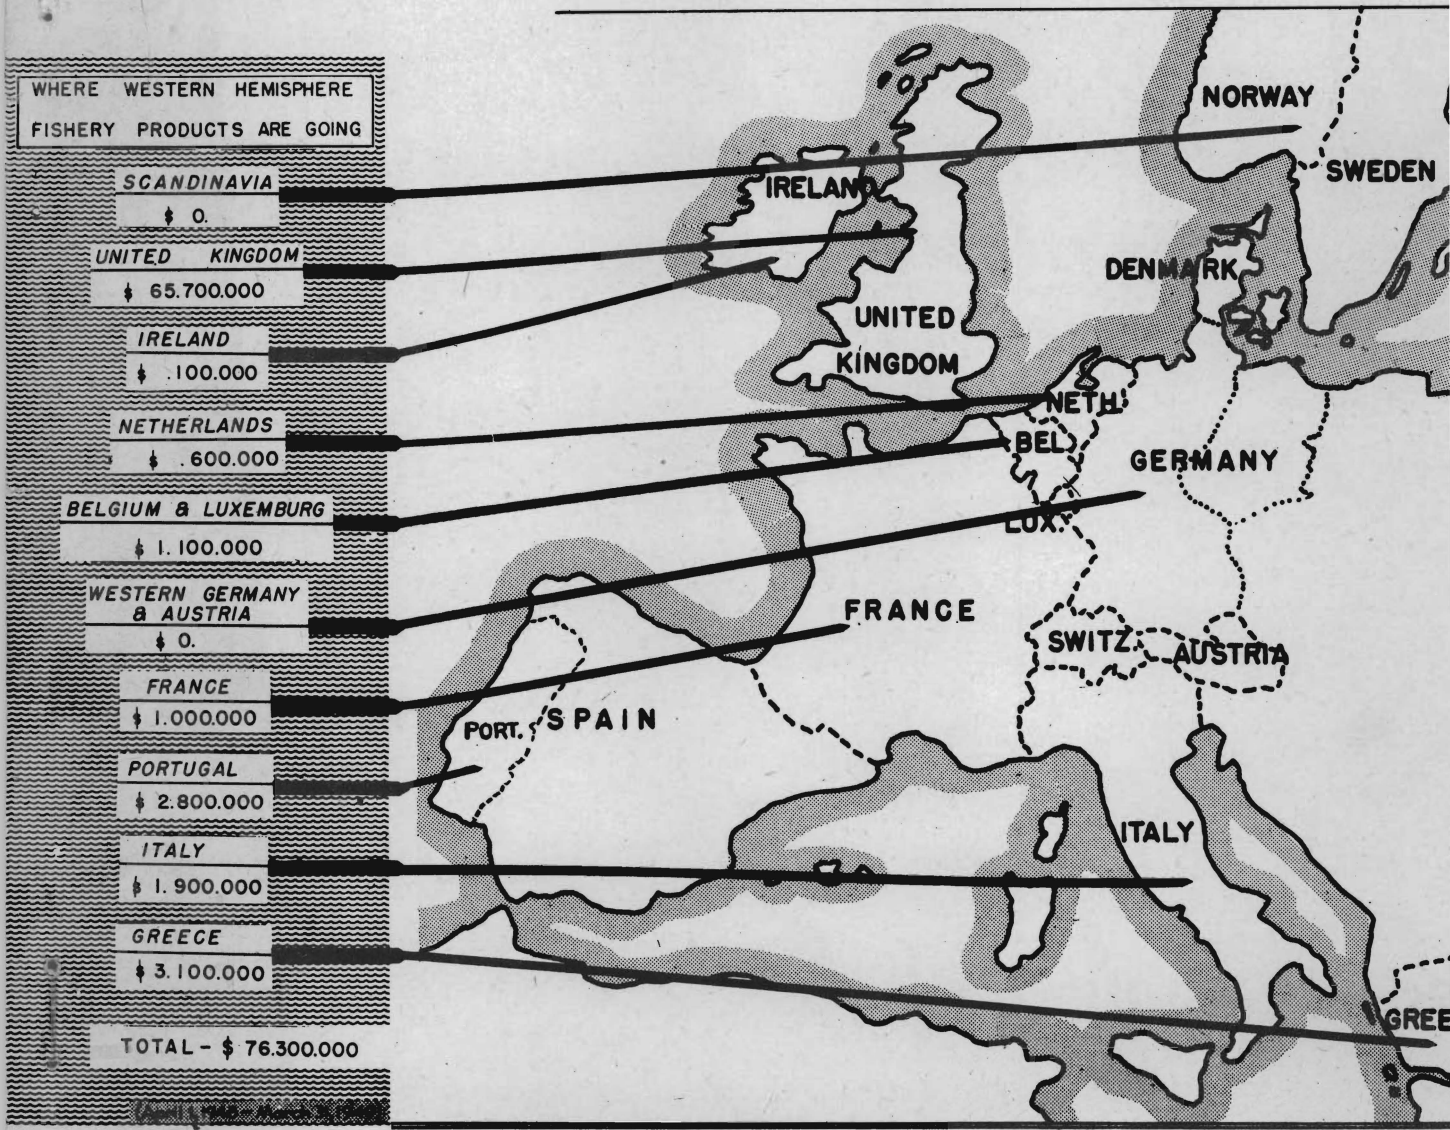 WHERE WESTERN HEMISPHERE
FISHERY PRODUCTS ARE GOING
SCANDINAVIA
$ 0.
UNITED KINGDOM
$ 65.700.000
IRELAND
$ .100.000
NETHERLANDS
$ .600.000
BELGIUM & LUXEMBURG
$ 1.100.000
WESTERN GERMANY
& AUSTRIA
$ 0.
FRANCE
$ 1.000.000
PORTUGAL
$ 2.800.000
ITALY
$ 1.900.000
GREECE
$ 3.100.000
TOTAL - $ 76.300.000
NORWAY
SWEDEN
IRELAND
DENMARK
UNITED
KINGDOM
NETH.
BEL.
GERMANY
LUX.
FRANCE
SWITZ.
AUSTRIA
PORT.
SPAIN
ITALY
GREE